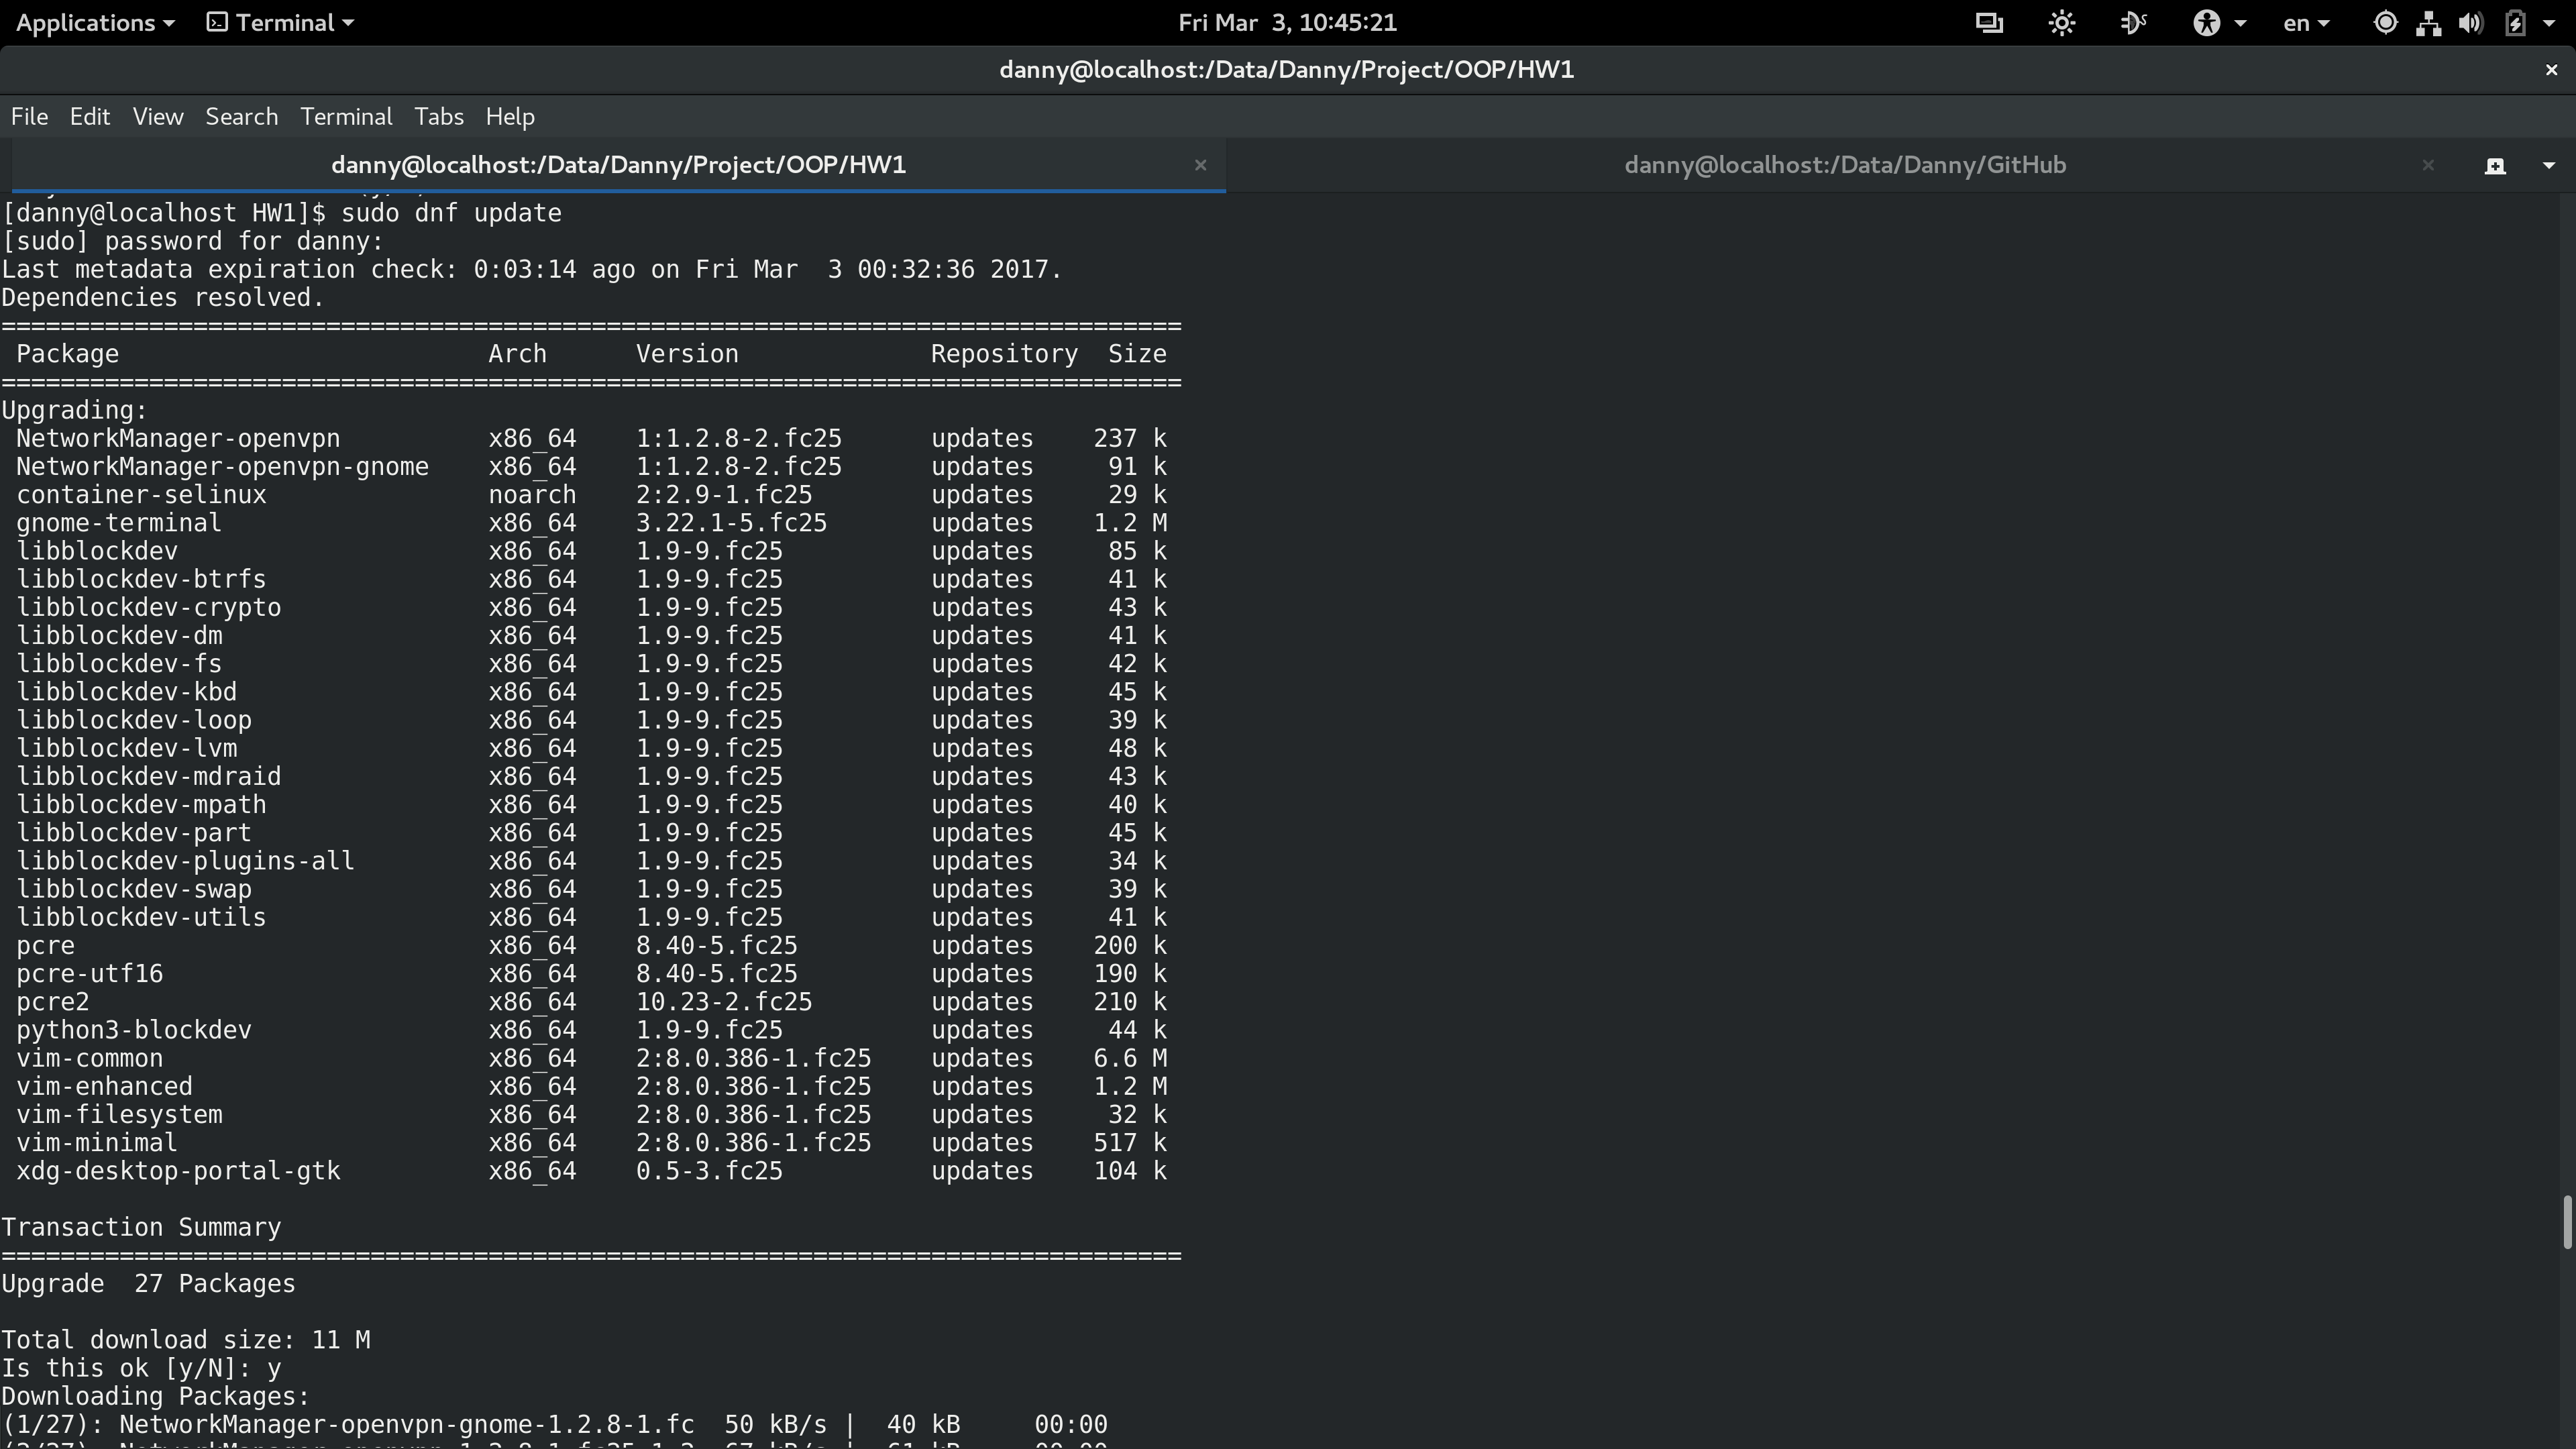 Applications Terminal Fri Mar  3, 10:45:21 en
danny@localhost:/Data/Danny/Project/OOP/HW1
File Edit View Search Terminal Tabs Help
danny@localhost:/Data/Danny/Project/OOP/HW1 danny@localhost:/Data/Danny/GitHub
[danny@localhost HW1]$ sudo dnf update
[sudo] password for danny:
Last metadata expiration check: 0:03:14 ago on Fri Mar  3 00:32:36 2017.
Dependencies resolved.
================================================================================
 Package                         Arch      Version             Repository  Size
================================================================================
Upgrading:
 NetworkManager-openvpn          x86_64    1:1.2.8-2.fc25      updates    237 k
 NetworkManager-openvpn-gnome    x86_64    1:1.2.8-2.fc25      updates     91 k
 container-selinux               noarch    2:2.9-1.fc25        updates     29 k
 gnome-terminal                  x86_64    3.22.1-5.fc25       updates    1.2 M
 libblockdev                     x86_64    1.9-9.fc25          updates     85 k
 libblockdev-btrfs               x86_64    1.9-9.fc25          updates     41 k
 libblockdev-crypto              x86_64    1.9-9.fc25          updates     43 k
 libblockdev-dm                  x86_64    1.9-9.fc25          updates     41 k
 libblockdev-fs                  x86_64    1.9-9.fc25          updates     42 k
 libblockdev-kbd                 x86_64    1.9-9.fc25          updates     45 k
 libblockdev-loop                x86_64    1.9-9.fc25          updates     39 k
 libblockdev-lvm                 x86_64    1.9-9.fc25          updates     48 k
 libblockdev-mdraid              x86_64    1.9-9.fc25          updates     43 k
 libblockdev-mpath               x86_64    1.9-9.fc25          updates     40 k
 libblockdev-part                x86_64    1.9-9.fc25          updates     45 k
 libblockdev-plugins-all         x86_64    1.9-9.fc25          updates     34 k
 libblockdev-swap                x86_64    1.9-9.fc25          updates     39 k
 libblockdev-utils               x86_64    1.9-9.fc25          updates     41 k
 pcre                            x86_64    8.40-5.fc25         updates    200 k
 pcre-utf16                      x86_64    8.40-5.fc25         updates    190 k
 pcre2                           x86_64    10.23-2.fc25        updates    210 k
 python3-blockdev                x86_64    1.9-9.fc25          updates     44 k
 vim-common                      x86_64    2:8.0.386-1.fc25    updates    6.6 M
 vim-enhanced                    x86_64    2:8.0.386-1.fc25    updates    1.2 M
 vim-filesystem                  x86_64    2:8.0.386-1.fc25    updates     32 k
 vim-minimal                     x86_64    2:8.0.386-1.fc25    updates    517 k
 xdg-desktop-portal-gtk          x86_64    0.5-3.fc25          updates    104 k
Transaction Summary
================================================================================
Upgrade  27 Packages
Total download size: 11 M
Is this ok [y/N]: y
Downloading Packages:
(1/27): NetworkManager-openvpn-gnome-1.2.8-1.fc  50 kB/s |  40 kB     00:00